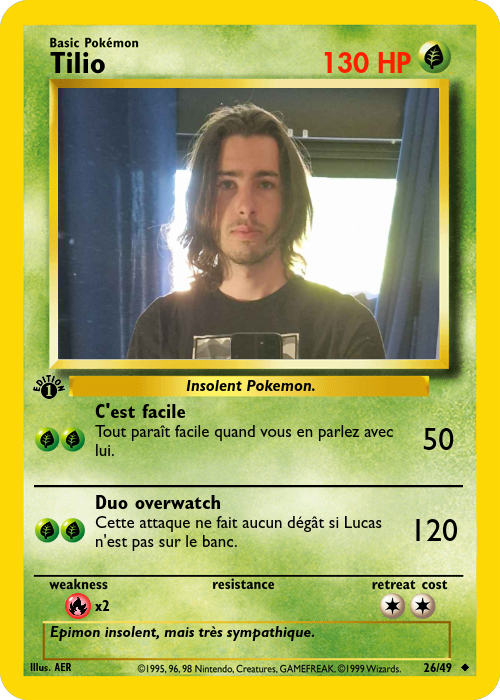 Basic Pokémon
Tilio
130 HP
Insolent Pokemon.
EDITION
1
C'est facile
Tout paraît facile quand vous en parlez avec
lui.
50
Duo overwatch
Cette attaque ne fait aucun dégât si Lucas
n'est pas sur le banc.
120
weakness
resistance
retreat cost
x2
Epimon insolent, mais très sympathique.
Illus. AER
©1995, 96, 98 Nintendo, Creatures, GAMEFREAK. ©1999 Wizards.
26/49